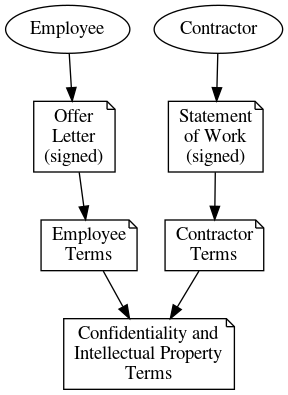 Employee
Contractor
Offer
Letter
(signed)
Statement
of Work
(signed)
Employee
Terms
Contractor
Terms
Confidentiality and
Intellectual Property
Terms